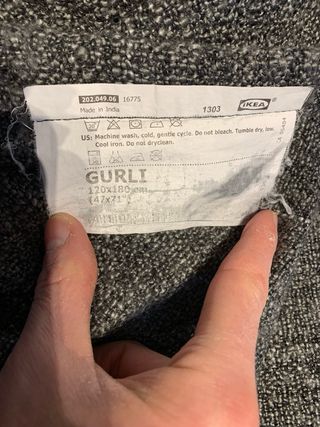 202.049.06 16775
Made in India
1303
IKEA
US: Machine wash, cold, gentle cycle. Do not bleach. Tumble dry, low.
Cool iron. Do not dryclean.
GURLI
120x180 cm
(47x71")